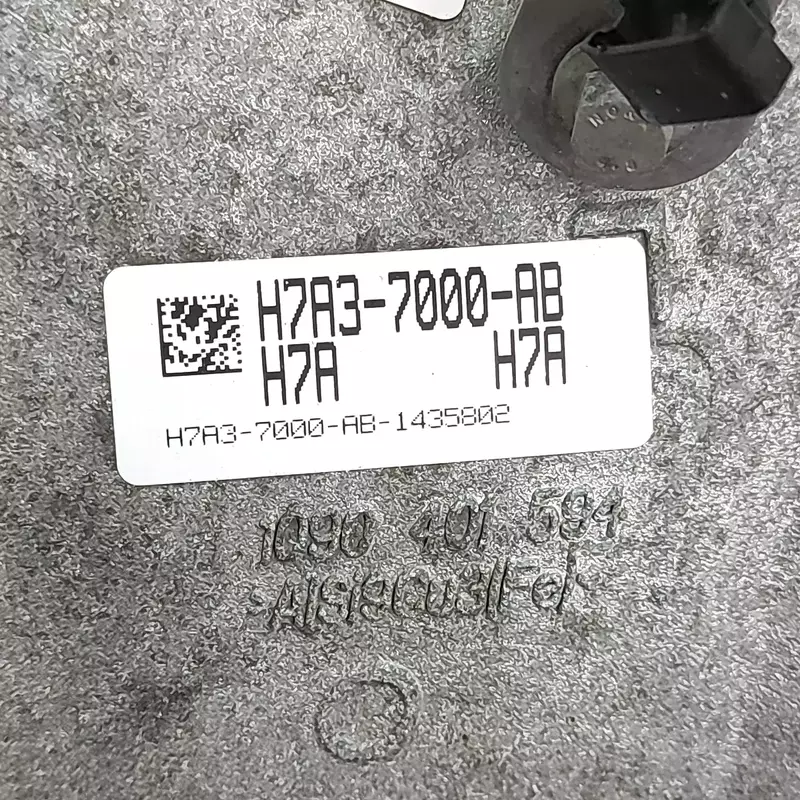 H7A3-7000-AB
H7A H7A
H7A3-7000-AB-1435802
1090 401 594
>AlSi9Cu3(Fe)<